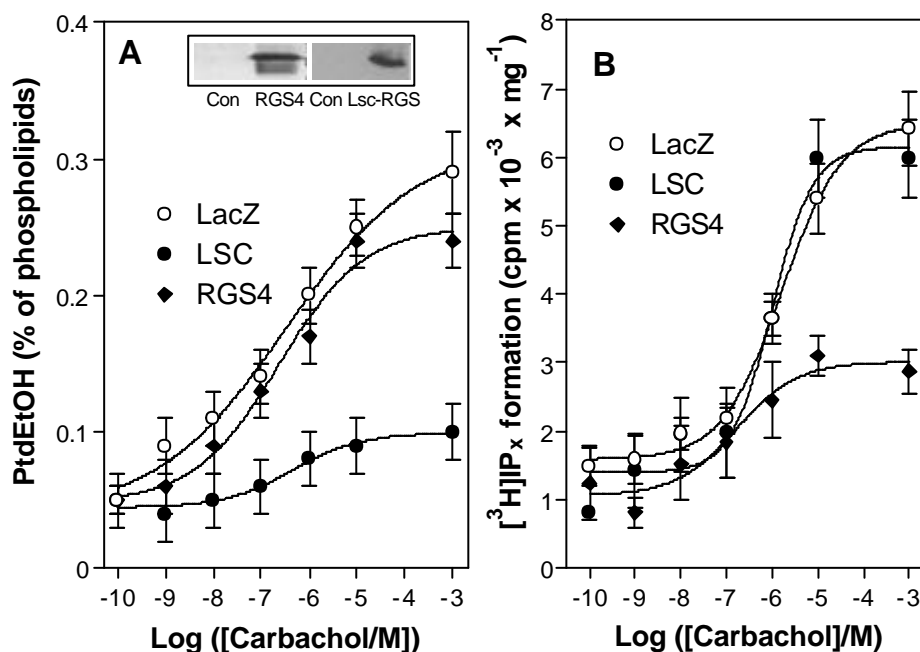 A
Con RGS4 Con Lsc-RGS
PtdEtOH (% of phospholipids)
0.4
0.3
0.2
0.1
0
LacZ
LSC
RGS4
-10 -9 -8 -7 -6 -5 -4 -3
Log ([Carbachol/M])
B
[³H]IPₓ formation (cpm x 10⁻³ x mg⁻¹)
8
7
6
5
4
3
2
1
0
LacZ
LSC
RGS4
-10 -9 -8 -7 -6 -5 -4 -3
Log ([Carbachol]/M)